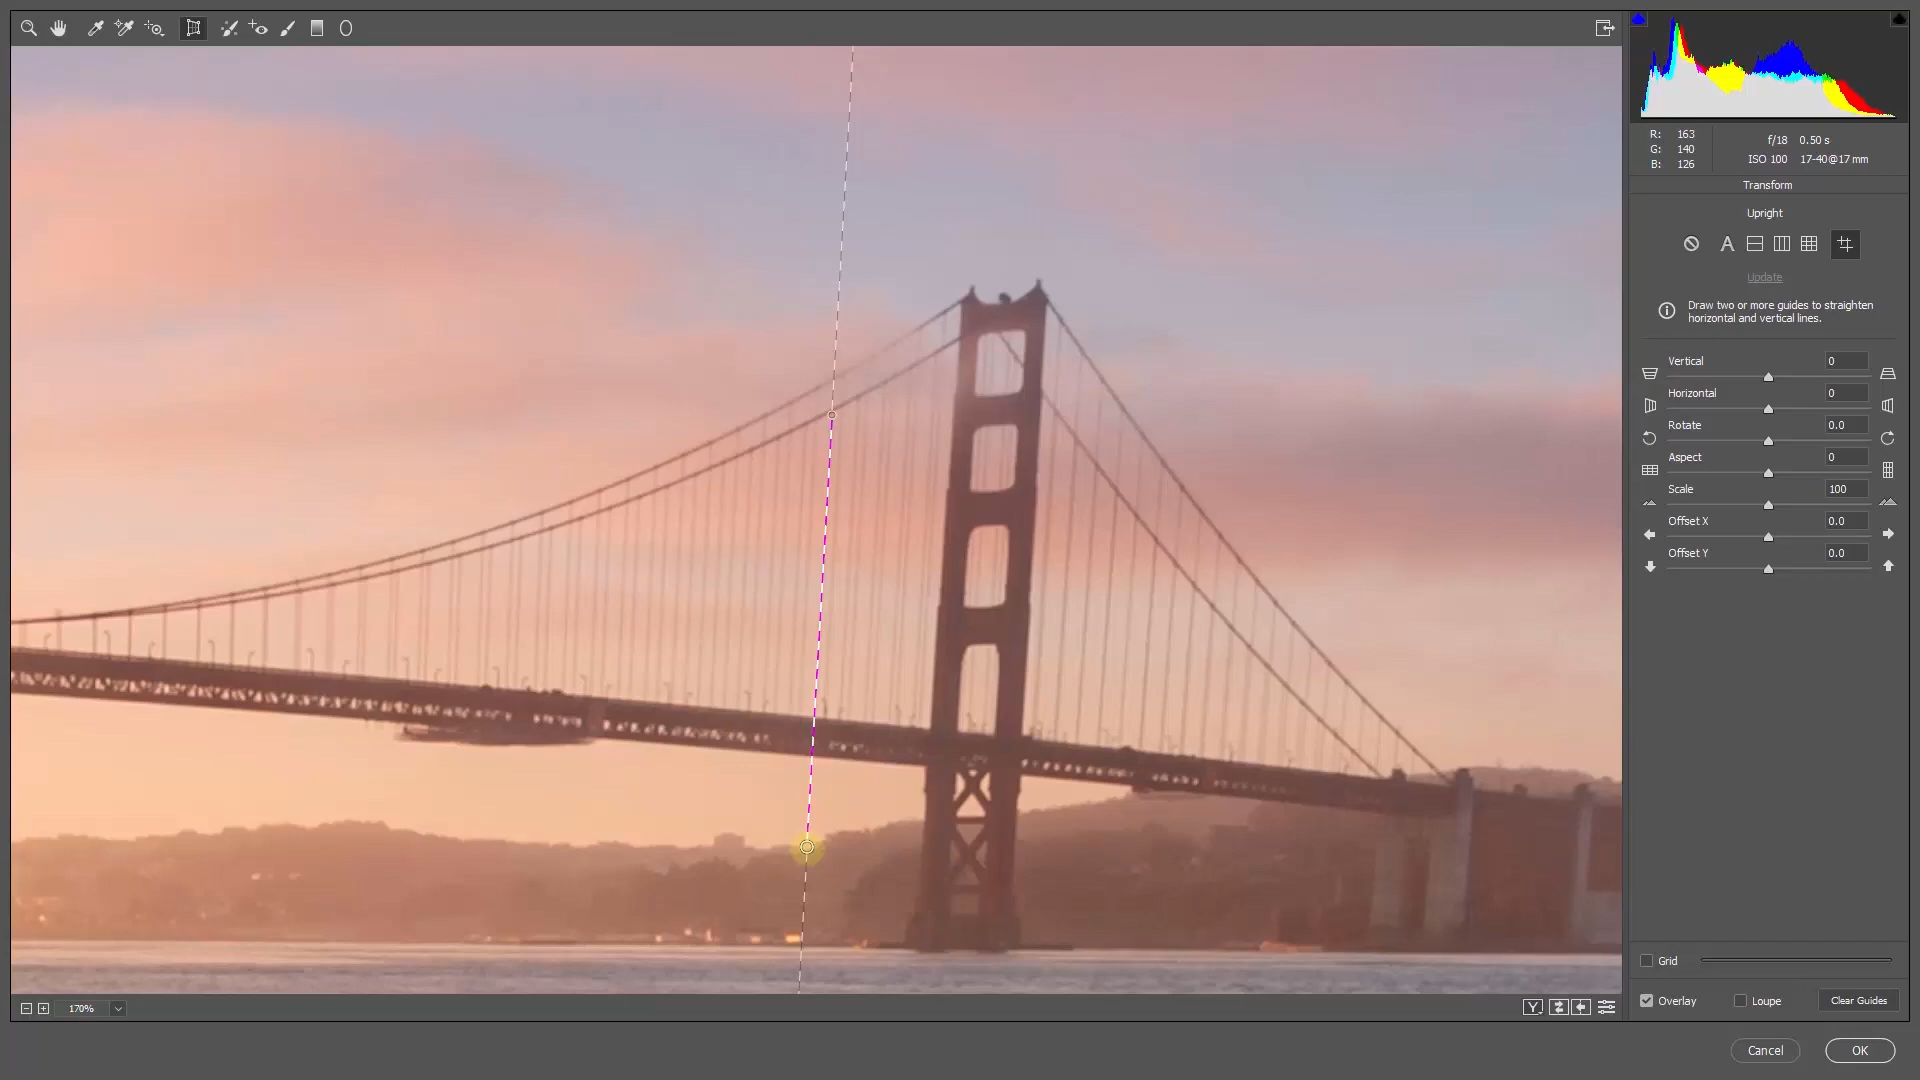 R: 163
G: 140
B: 126
f/18 0.50 s
ISO 100 17-40@17 mm
Transform
Upright
A
Update
Draw two or more guides to straighten
horizontal and vertical lines.
Vertical 0
Horizontal 0
Rotate 0.0
Aspect 0
Scale 100
Offset X 0.0
Offset Y 0.0
Grid
170%
Y
Overlay Loupe Clear Guides
Cancel OK